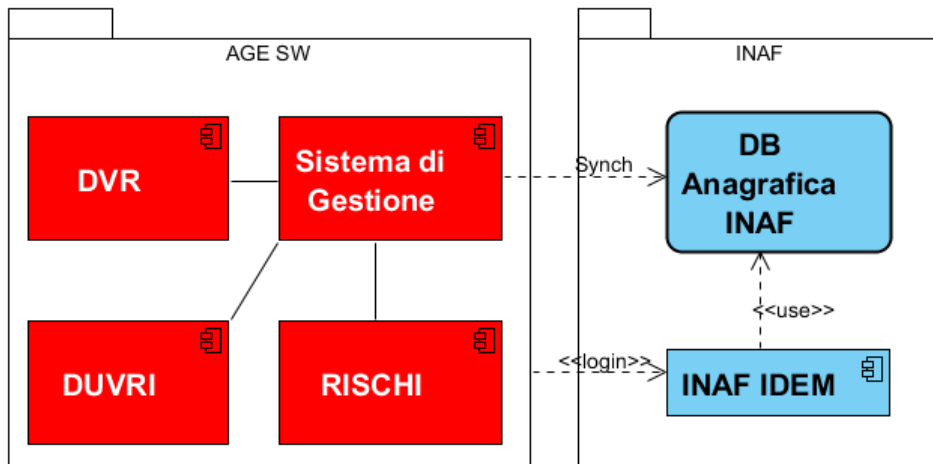 AGE SW
INAF
DVR
Sistema di
Gestione
Synch
DB
Anagrafica
INAF
<<use>>
DUVRI
RISCHI
<<login>>
INAF IDEM